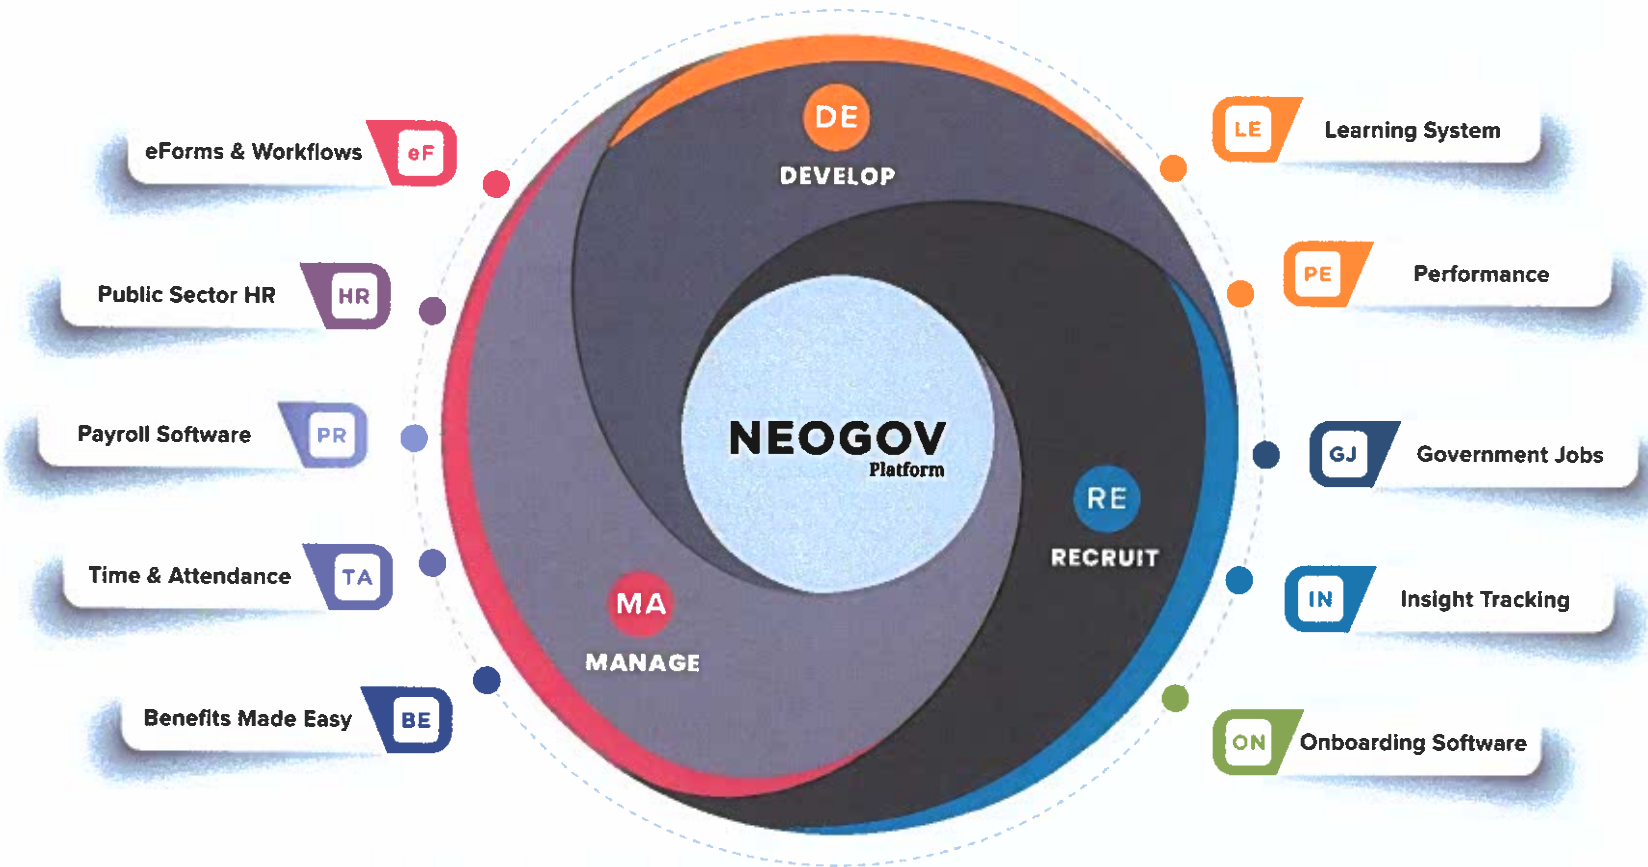 eForms & Workflows
eF
Public Sector HR
HR
Payroll Software
PR
Time & Attendance
TA
Benefits Made Easy
BE
DE
DEVELOP
NEOGOV
Platform
RE
RECRUIT
MA
MANAGE
LE
Learning System
PE
Performance
GJ
Government Jobs
IN
Insight Tracking
ON
Onboarding Software